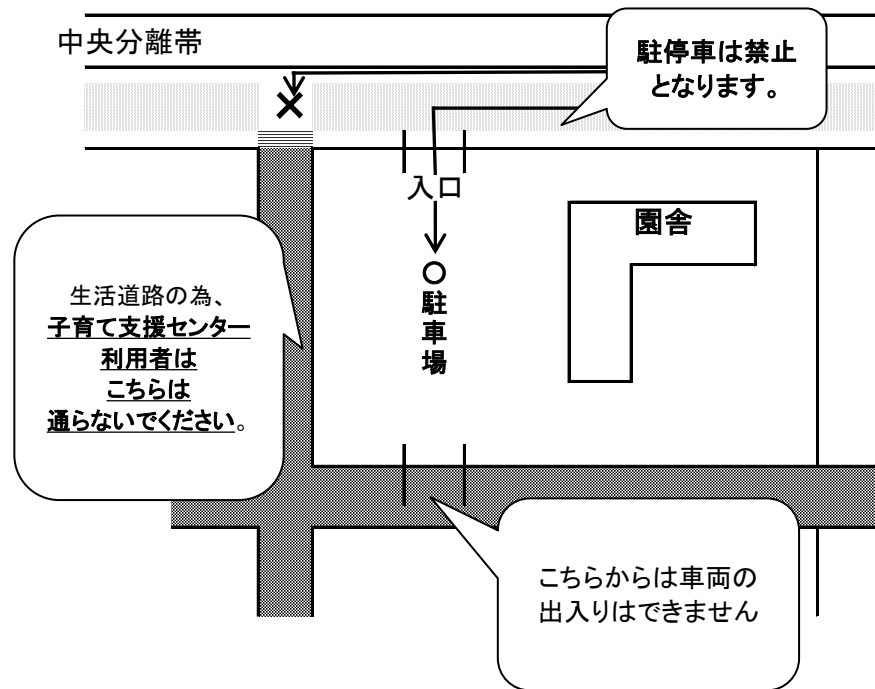 中央分離帯
駐停車は禁止
となります。
入口
園舎
○駐車場
生活道路の為、
子育て支援センター
利用者は
こちらは
通らないでください。
こちらからは車両の
出入りはできません